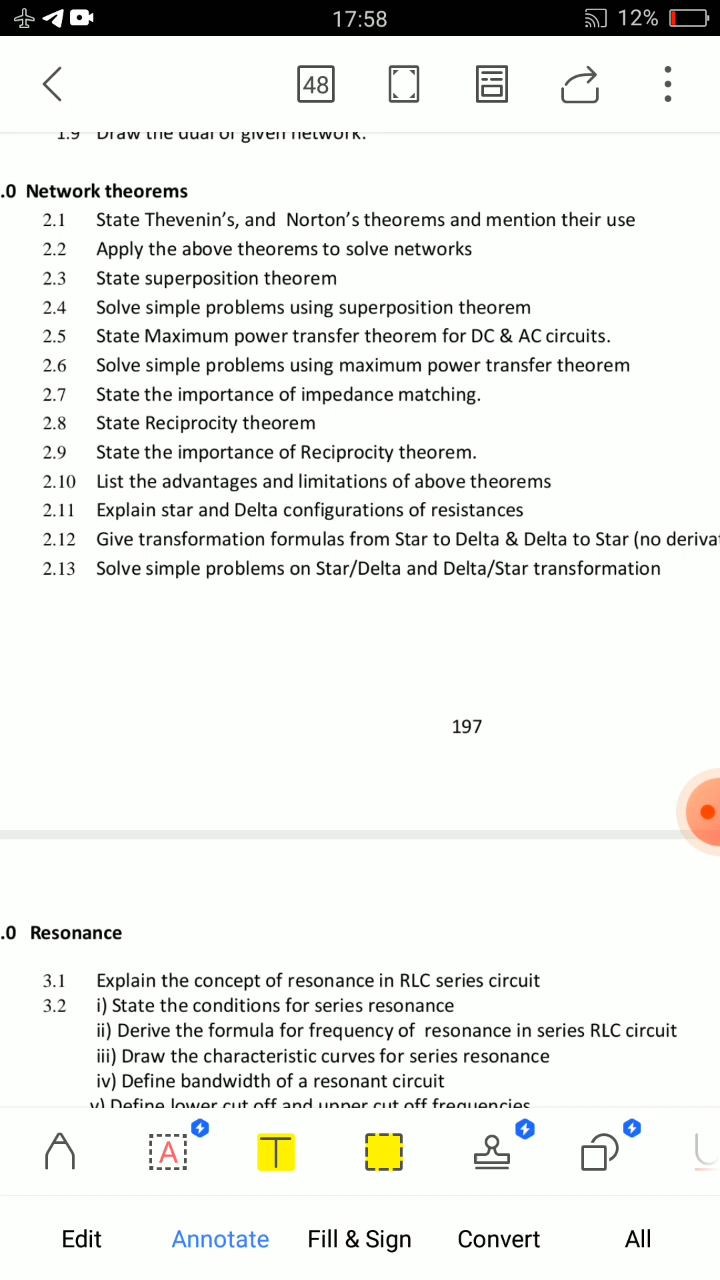 17:58
12%
48
1.9 Draw the dual of given network.
.0 Network theorems
2.1 State Thevenin's, and Norton's theorems and mention their use
2.2 Apply the above theorems to solve networks
2.3 State superposition theorem
2.4 Solve simple problems using superposition theorem
2.5 State Maximum power transfer theorem for DC & AC circuits.
2.6 Solve simple problems using maximum power transfer theorem
2.7 State the importance of impedance matching.
2.8 State Reciprocity theorem
2.9 State the importance of Reciprocity theorem.
2.10 List the advantages and limitations of above theorems
2.11 Explain star and Delta configurations of resistances
2.12 Give transformation formulas from Star to Delta & Delta to Star (no deriva
2.13 Solve simple problems on Star/Delta and Delta/Star transformation
197
.0 Resonance
3.1 Explain the concept of resonance in RLC series circuit
3.2 i) State the conditions for series resonance
ii) Derive the formula for frequency of resonance in series RLC circuit
iii) Draw the characteristic curves for series resonance
iv) Define bandwidth of a resonant circuit
v) Define lower cut off and upper cut off frequencies
A T U
Edit Annotate Fill & Sign Convert All